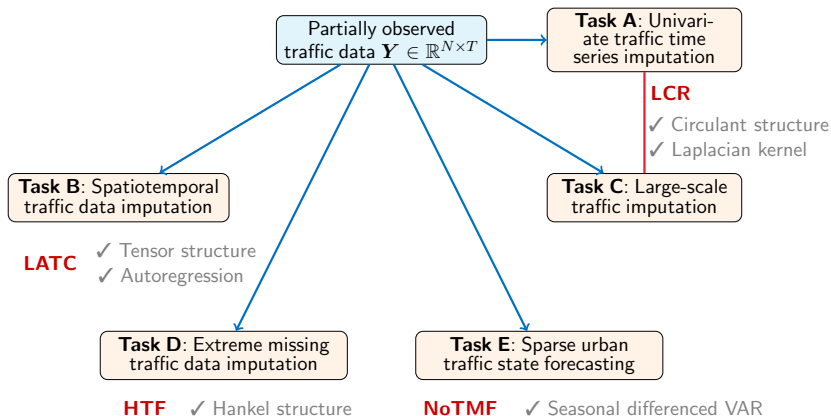 Partially observed
traffic data Y ∈ ℝ^{N×T}
Task A: Univari-
ate traffic time
series imputation
LCR
✓ Circulant structure
✓ Laplacian kernel
Task B: Spatiotemporal
traffic data imputation
Task C: Large-scale
traffic imputation
LATC
✓ Tensor structure
✓ Autoregression
Task D: Extreme missing
traffic data imputation
Task E: Sparse urban
traffic state forecasting
HTF ✓ Hankel structure
NoTMF ✓ Seasonal differenced VAR